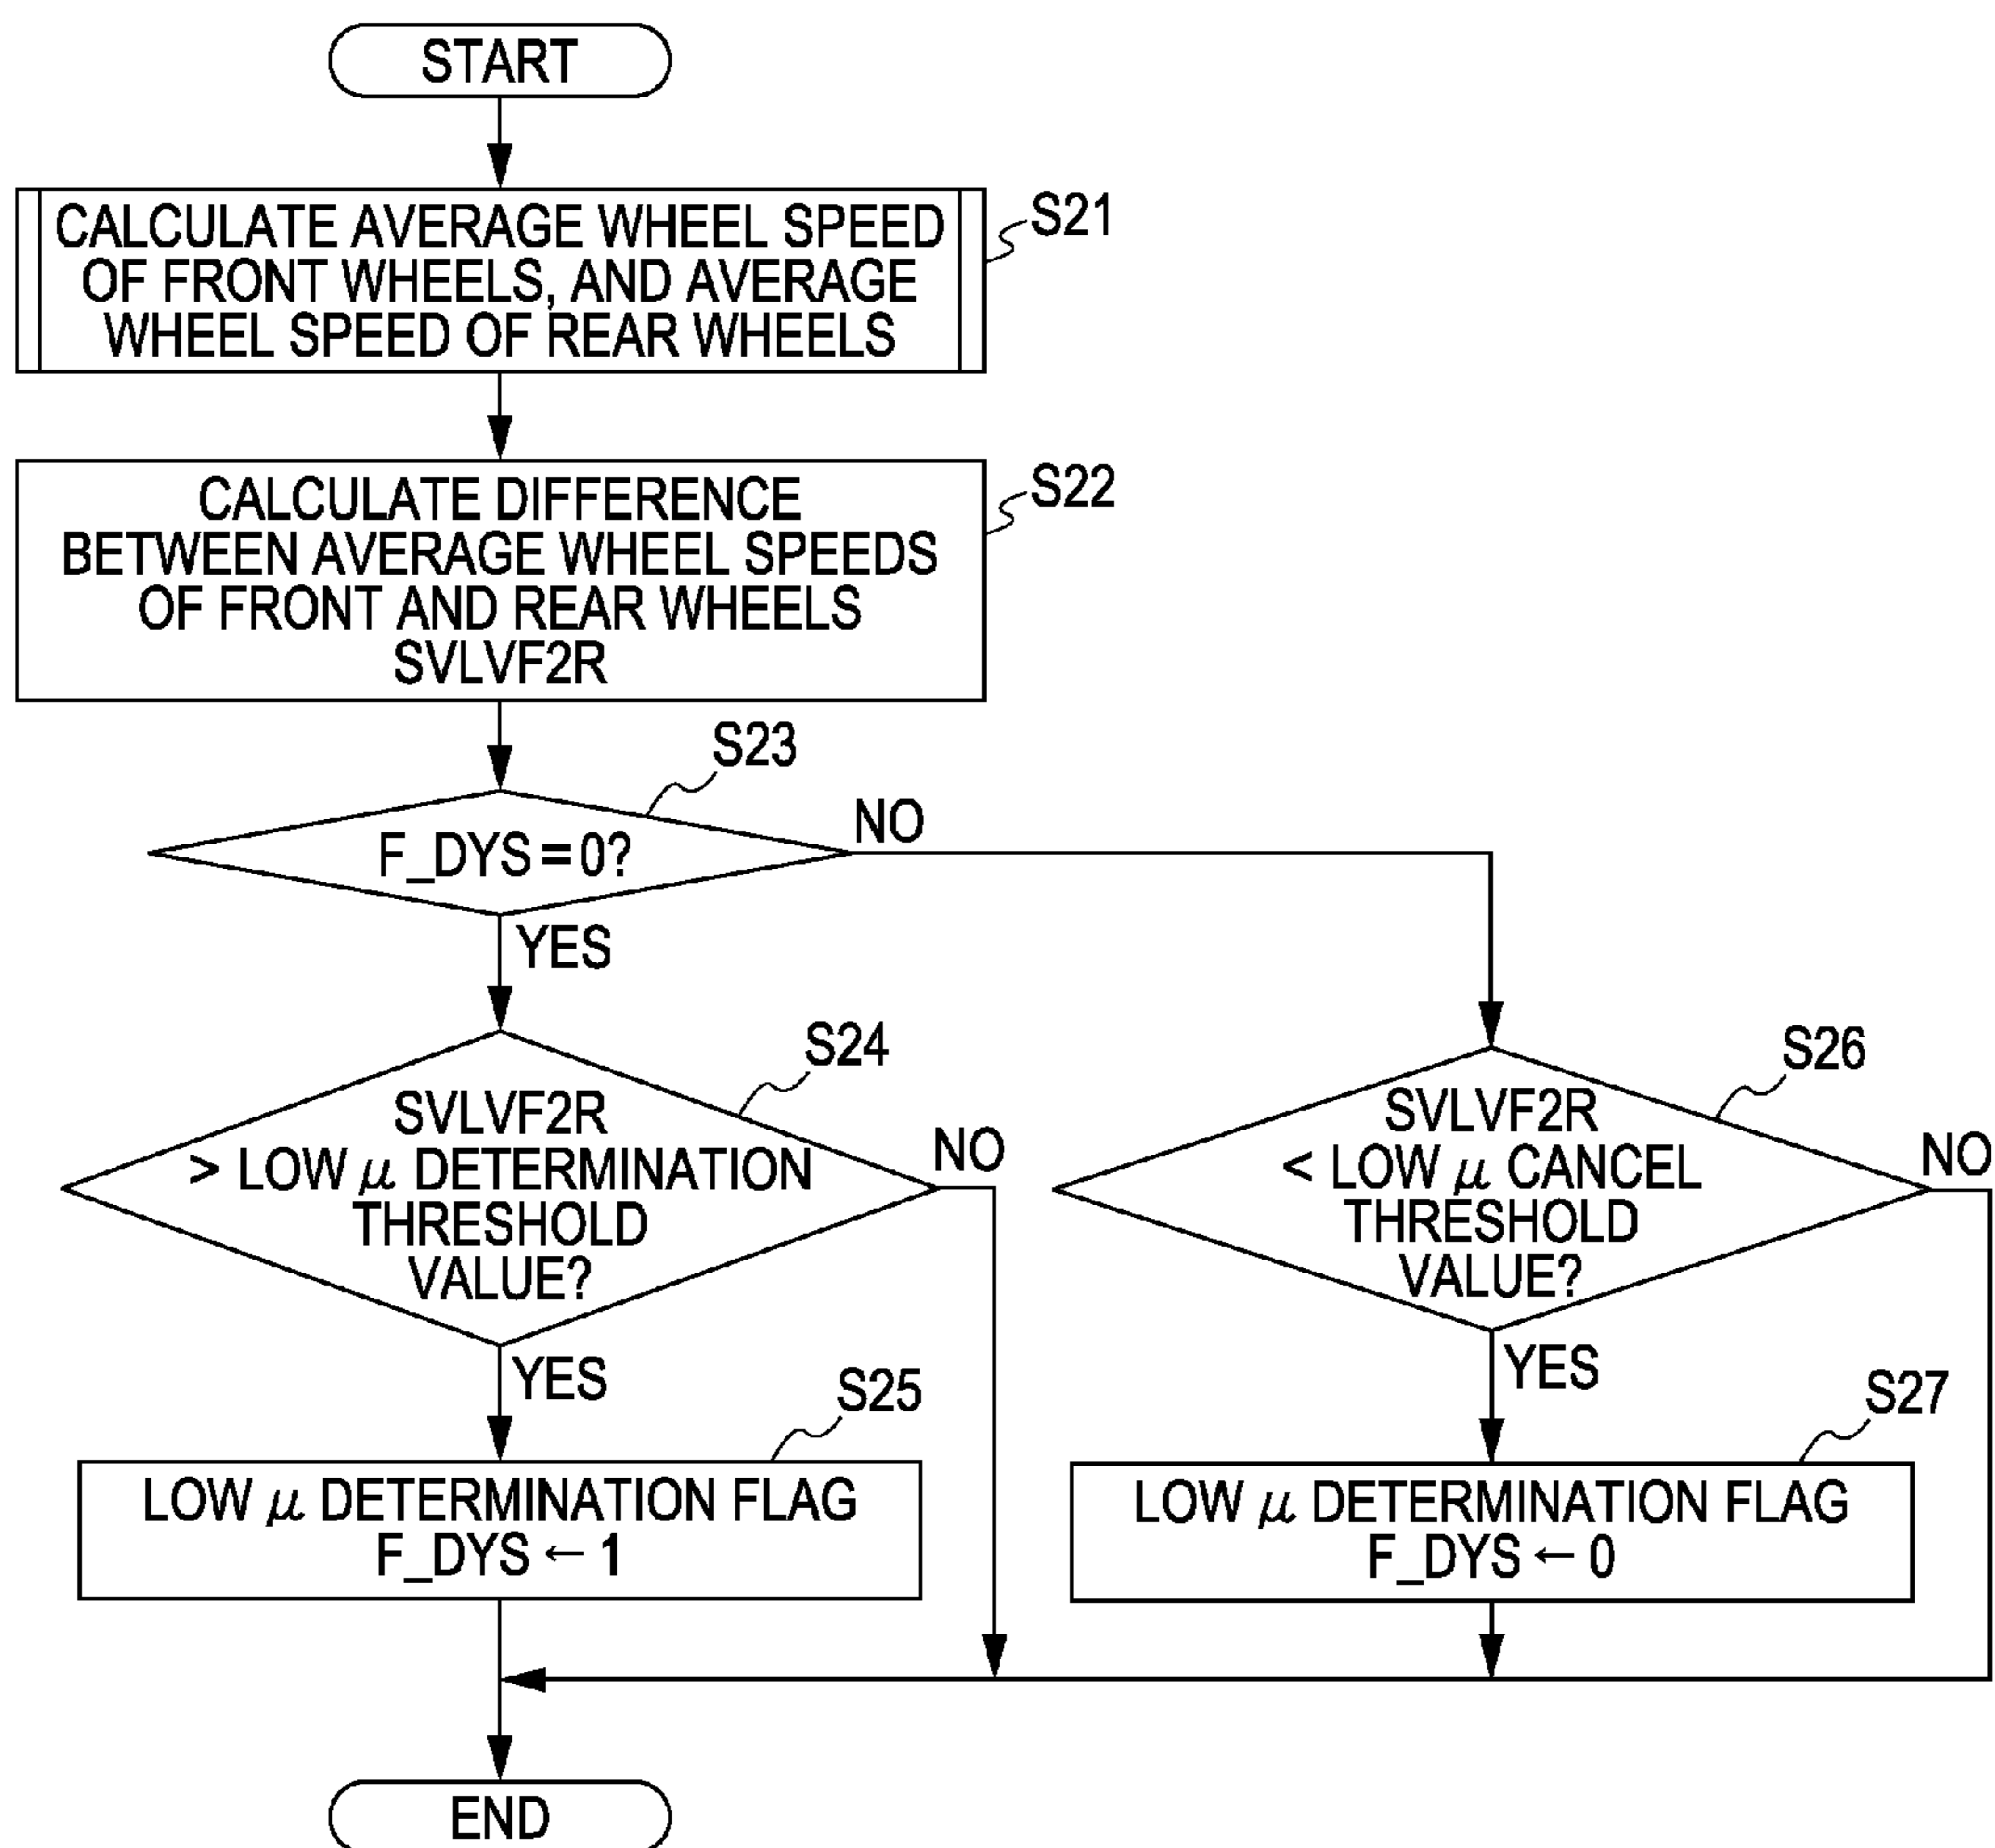 START
CALCULATE AVERAGE WHEEL SPEED
OF FRONT WHEELS, AND AVERAGE
WHEEL SPEED OF REAR WHEELS
S21
CALCULATE DIFFERENCE
BETWEEN AVERAGE WHEEL SPEEDS
OF FRONT AND REAR WHEELS
SVLVF2R
S22
S23
F_DYS = 0?
NO
YES
S24
SVLVF2R
> LOW μ DETERMINATION
THRESHOLD
VALUE?
NO
YES
S26
SVLVF2R
< LOW μ CANCEL
THRESHOLD
VALUE?
NO
YES
S25
LOW μ DETERMINATION FLAG
F_DYS ← 1
S27
LOW μ DETERMINATION FLAG
F_DYS ← 0
END